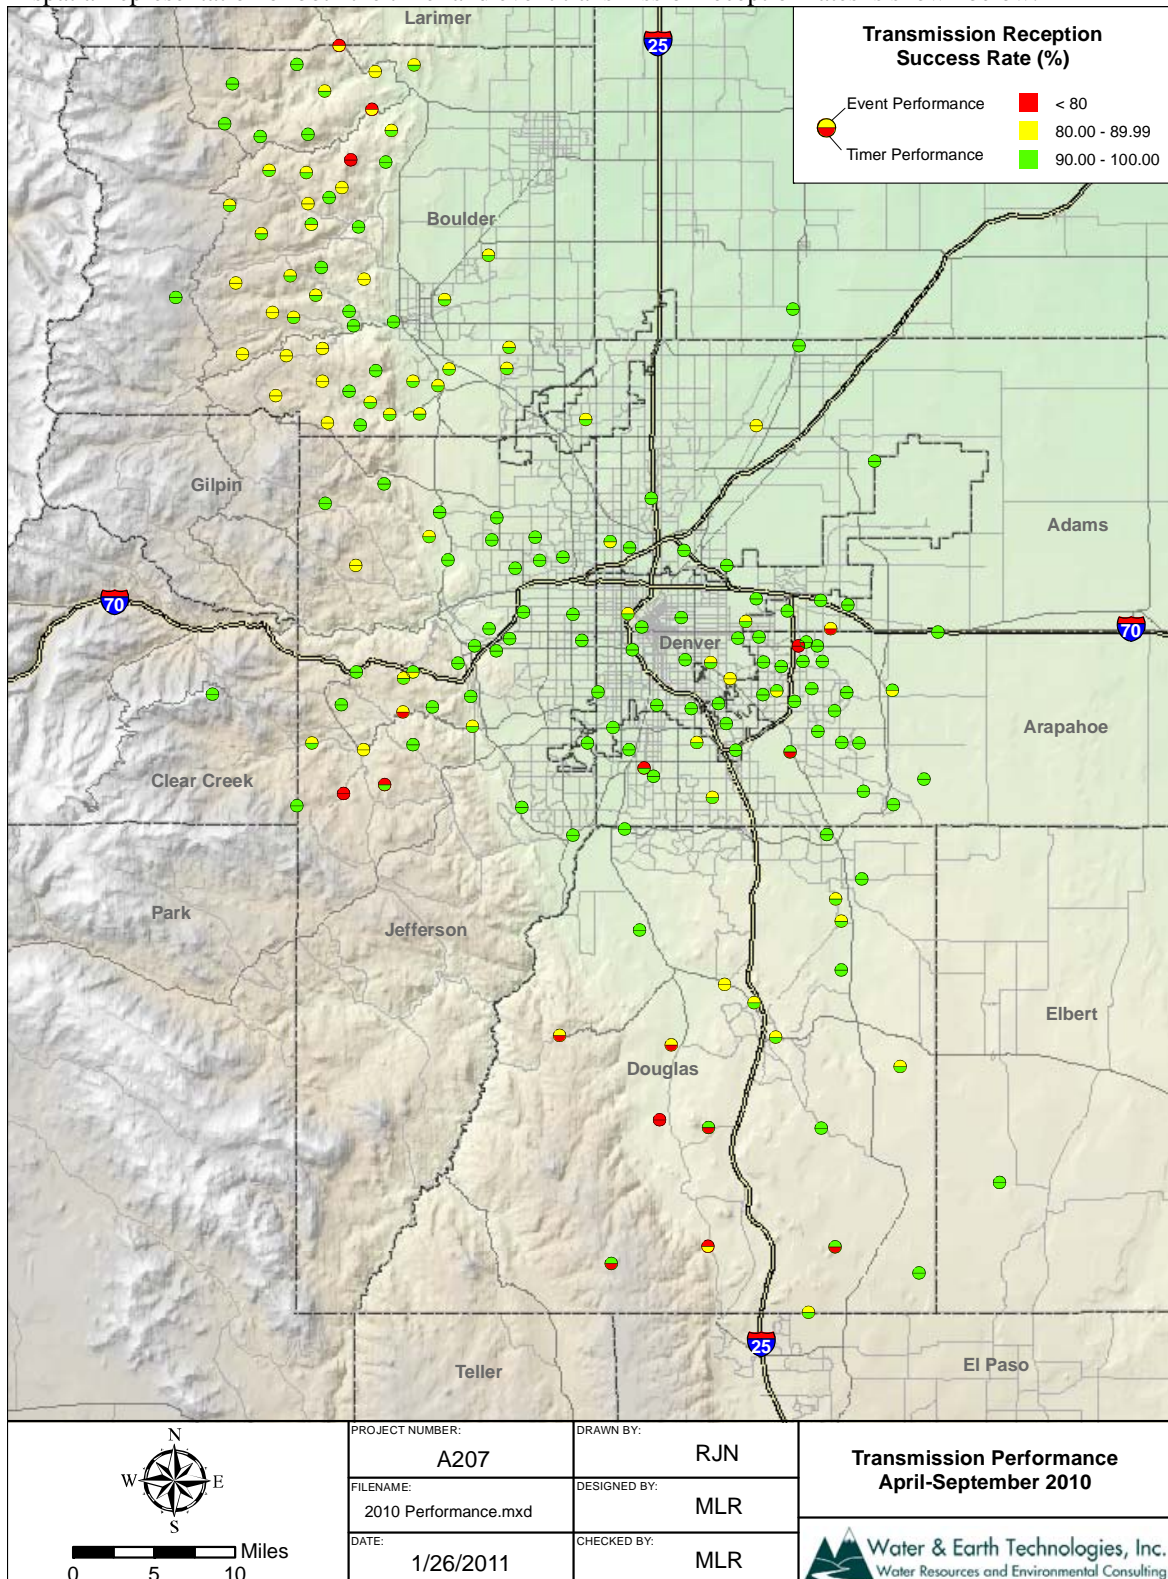 Larimer
25
Transmission Reception
Success Rate (%)
Event Performance
Timer Performance
< 80
80.00 - 89.99
90.00 - 100.00
Boulder
Gilpin
Adams
70
70
Denver
Arapahoe
Clear Creek
Park
Jefferson
Elbert
Douglas
25
Teller
El Paso
N
W
E
S
Miles
0
5
10
PROJECT NUMBER:
A207
FILENAME:
2010 Performance.mxd
DATE:
1/26/2011
DRAWN BY:
RJN
DESIGNED BY:
MLR
CHECKED BY:
MLR
Transmission Performance
April-September 2010
Water & Earth Technologies, Inc.
Water Resources and Environmental Consulting